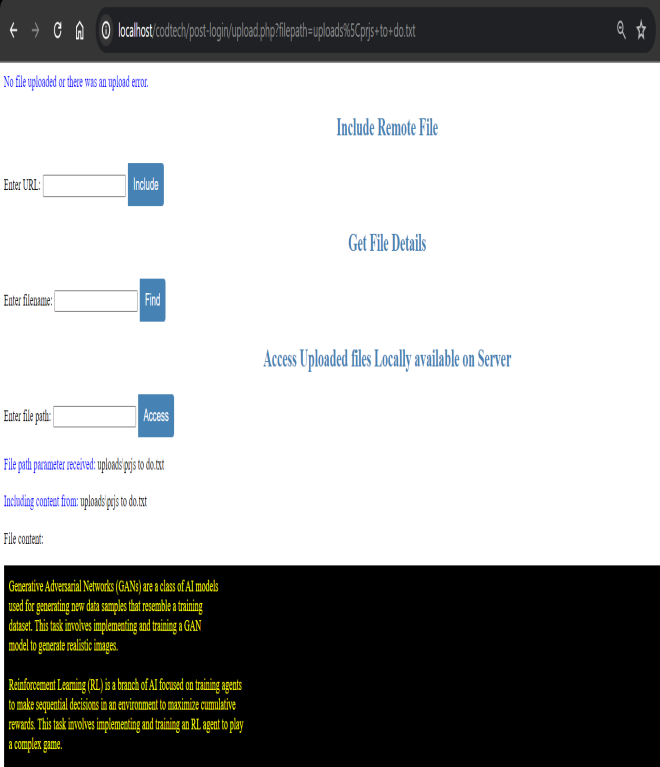 localhost/codtech/post-login/upload.php?filepath=uploads%5Cprjs+to+do.txt
No file uploaded or there was an upload error.
Include Remote File
Enter URL: Include
Get File Details
Enter filename: Find
Access Uploaded files Locally available on Server
Enter file path: Access
File path parameter received: uploads\prjs to do.txt
Including content from: uploads\prjs to do.txt
File content:
Generative Adversarial Networks (GANs) are a class of AI models
used for generating new data samples that resemble a training
dataset. This task involves implementing and training a GAN
model to generate realistic images.
Reinforcement Learning (RL) is a branch of AI focused on training agents
to make sequential decisions in an environment to maximize cumulative
rewards. This task involves implementing and training an RL agent to play
a complex game.